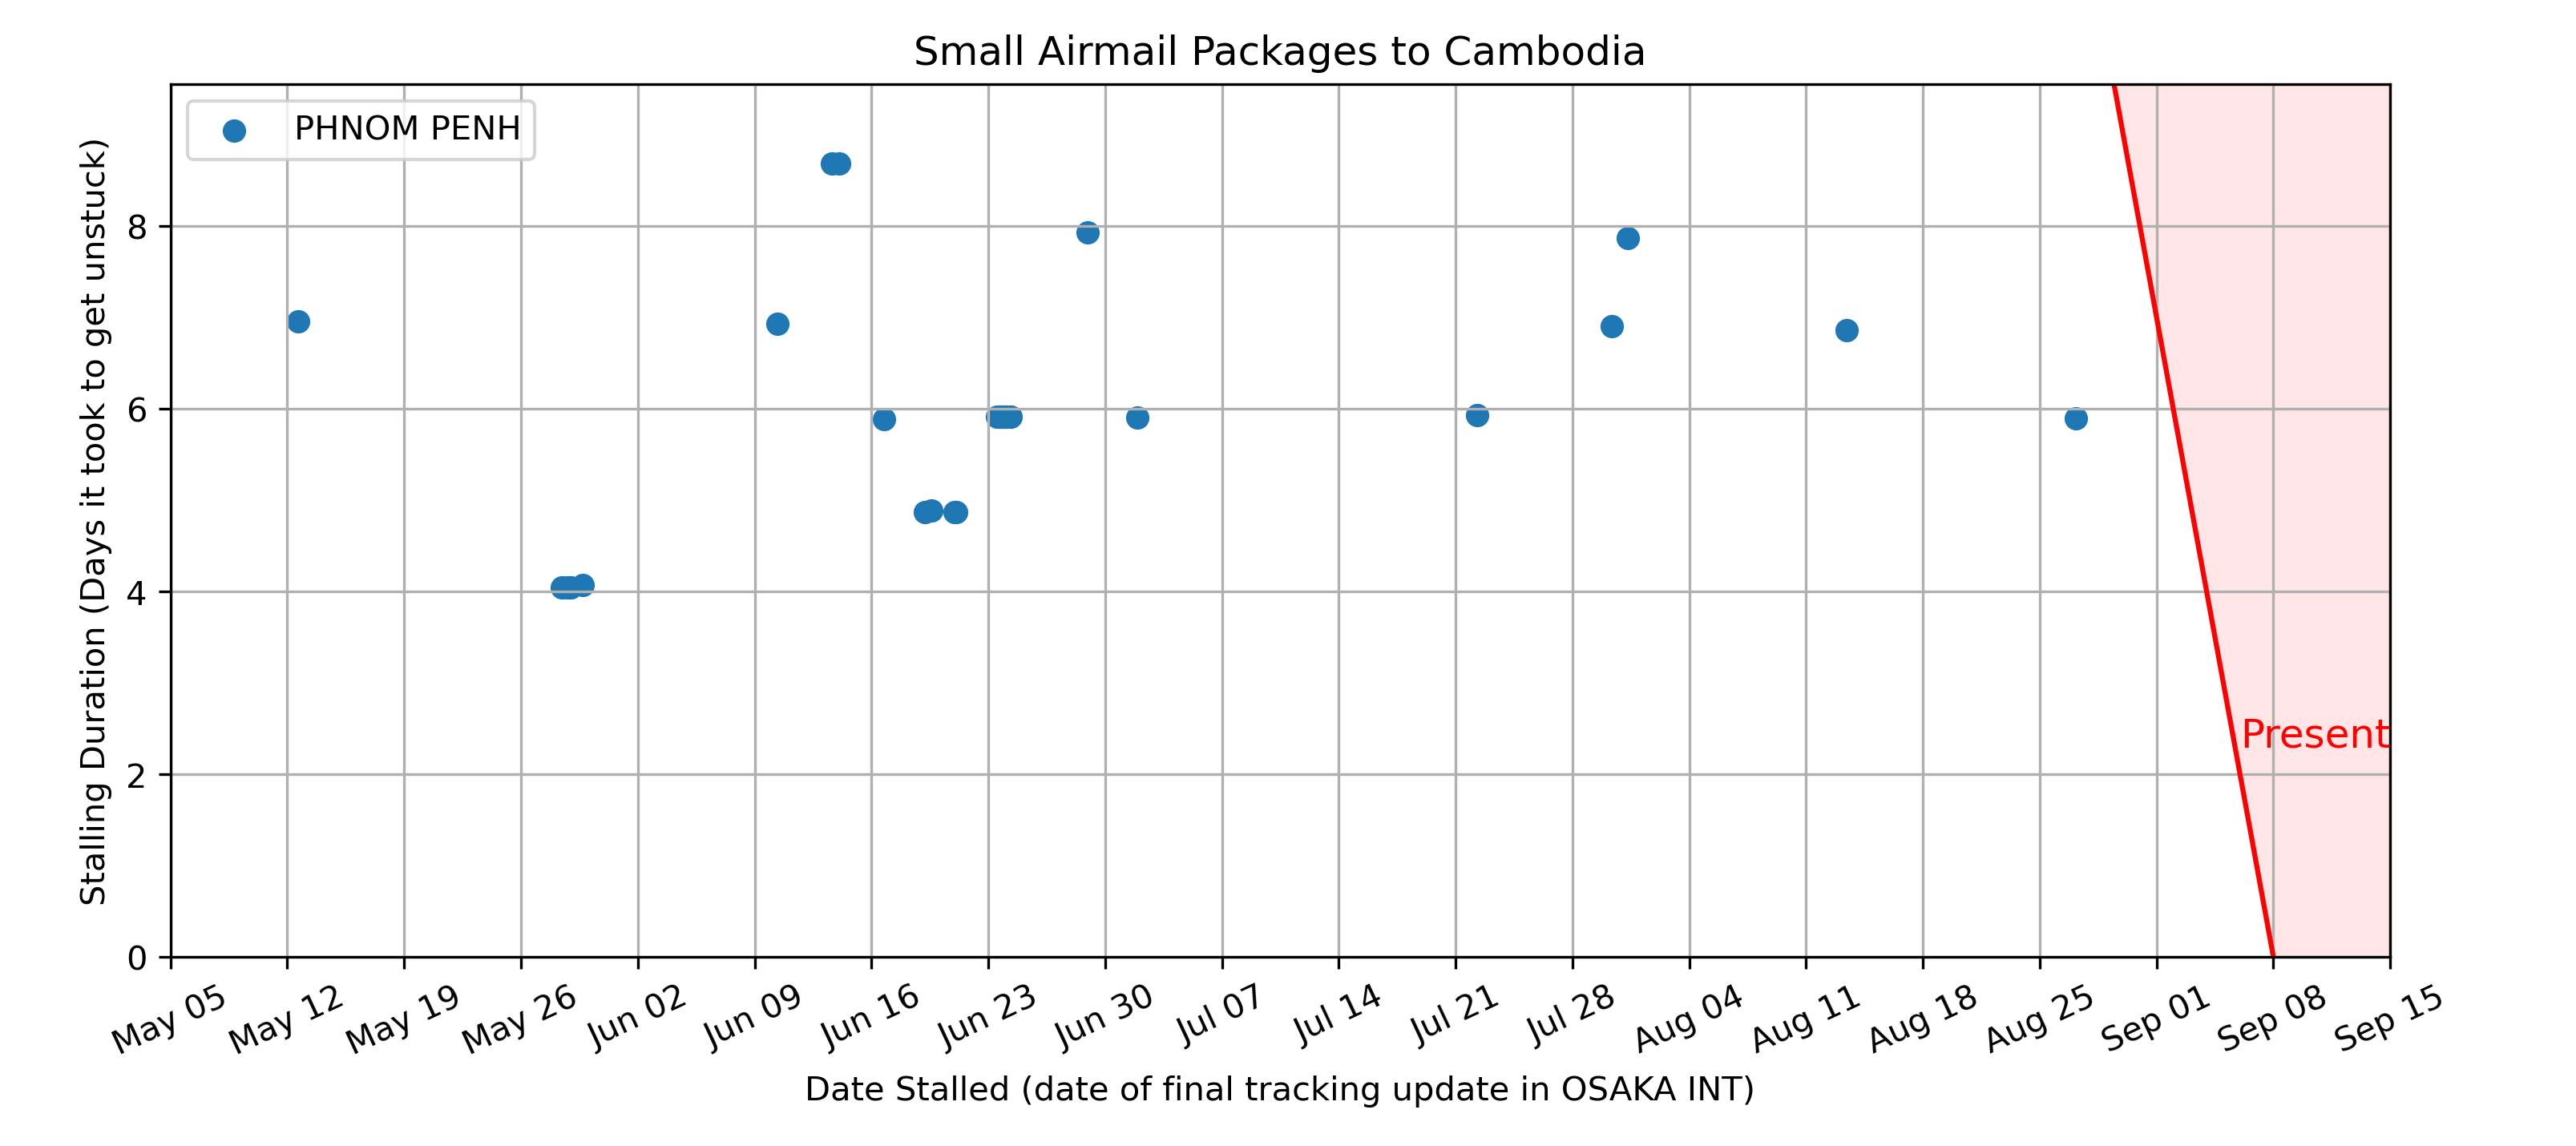 Small Airmail Packages to Cambodia
PHNOM PENH
Stalling Duration (Days it took to get unstuck)
8
6
4
2
0
Present
May 05 May 12 May 19 May 26 Jun 02 Jun 09 Jun 16 Jun 23 Jun 30 Jul 07 Jul 14 Jul 21 Jul 28 Aug 04 Aug 11 Aug 18 Aug 25 Sep 01 Sep 08 Sep 15
Date Stalled (date of final tracking update in OSAKA INT)